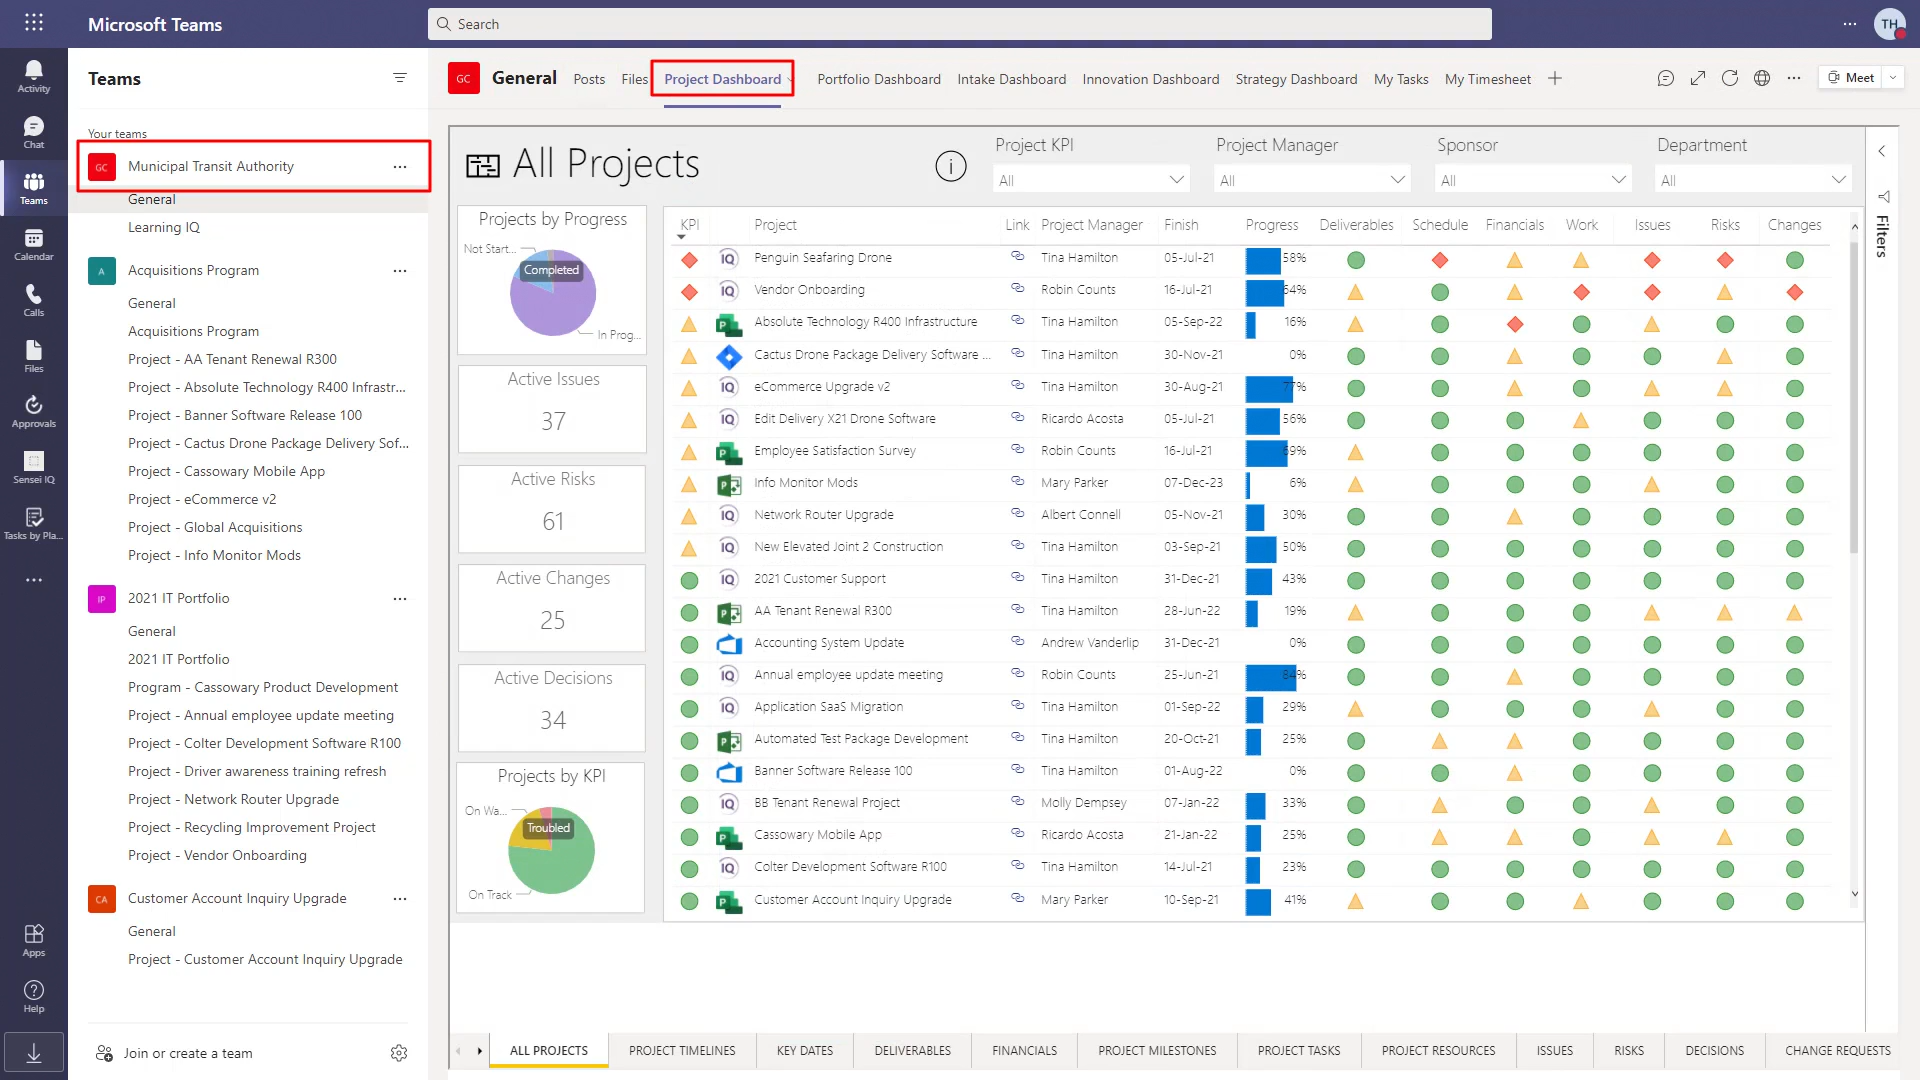 Microsoft Teams
Search
TH
Activity
Chat
Teams
Calendar
Calls
Files
Approvals
Sensei IQ
Tasks by Pla...
Apps
Help
Teams
Your teams
GC Municipal Transit Authority
General
Learning IQ
A Acquisitions Program
General
Acquisitions Program
Project - AA Tenant Renewal R300
Project - Absolute Technology R400 Infrastr...
Project - Banner Software Release 100
Project - Cactus Drone Package Delivery Sof...
Project - Cassowary Mobile App
Project - eCommerce v2
Project - Global Acquisitions
Project - Info Monitor Mods
IP 2021 IT Portfolio
General
2021 IT Portfolio
Program - Cassowary Product Development
Project - Annual employee update meeting
Project - Colter Development Software R100
Project - Driver awareness training refresh
Project - Network Router Upgrade
Project - Recycling Improvement Project
Project - Vendor Onboarding
CA Customer Account Inquiry Upgrade
General
Project - Customer Account Inquiry Upgrade
Join or create a team
GC General Posts Files Project Dashboard Portfolio Dashboard Intake Dashboard Innovation Dashboard Strategy Dashboard My Tasks My Timesheet Meet
All Projects
Project KPI Project Manager Sponsor Department
All All All All
Filters
Projects by Progress
Not Start...
Completed
In Prog...
Active Issues
37
Active Risks
61
Active Changes
25
Active Decisions
34
Projects by KPI
On Wa...
Troubled
On Track
KPI Project Link Project Manager Finish Progress Deliverables Schedule Financials Work Issues Risks Changes
IQ Penguin Seafaring Drone Tina Hamilton 05-Jul-21 58%
IQ Vendor Onboarding Robin Counts 16-Jul-21 64%
Absolute Technology R400 Infrastructure Tina Hamilton 05-Sep-22 16%
Cactus Drone Package Delivery Software ... Tina Hamilton 30-Nov-21 0%
IQ eCommerce Upgrade v2 Tina Hamilton 30-Aug-21 77%
IQ Edit Delivery X21 Drone Software Ricardo Acosta 05-Jul-21 56%
Employee Satisfaction Survey Robin Counts 16-Jul-21 69%
Info Monitor Mods Mary Parker 07-Dec-23 6%
IQ Network Router Upgrade Albert Connell 05-Nov-21 30%
IQ New Elevated Joint 2 Construction Tina Hamilton 03-Sep-21 50%
IQ 2021 Customer Support Tina Hamilton 31-Dec-21 43%
AA Tenant Renewal R300 Tina Hamilton 28-Jun-22 19%
Accounting System Update Andrew Vanderlip 31-Dec-21 0%
IQ Annual employee update meeting Robin Counts 25-Jun-21 84%
IQ Application SaaS Migration Tina Hamilton 01-Sep-22 29%
Automated Test Package Development Tina Hamilton 20-Oct-21 25%
Banner Software Release 100 Tina Hamilton 01-Aug-22 0%
IQ BB Tenant Renewal Project Molly Dempsey 07-Jan-22 33%
Cassowary Mobile App Ricardo Acosta 21-Jan-22 25%
IQ Colter Development Software R100 Tina Hamilton 14-Jul-21 23%
Customer Account Inquiry Upgrade Mary Parker 10-Sep-21 41%
ALL PROJECTS PROJECT TIMELINES KEY DATES DELIVERABLES FINANCIALS PROJECT MILESTONES PROJECT TASKS PROJECT RESOURCES ISSUES RISKS DECISIONS CHANGE REQUESTS